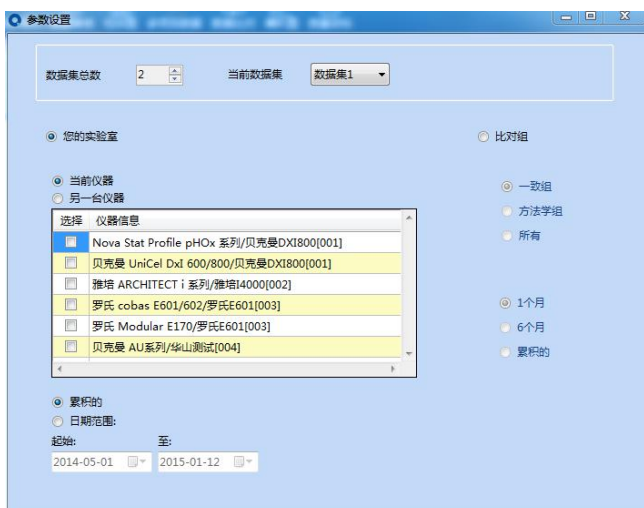 参数设置
数据集总数 2 当前数据集 数据集1
您的实验室 比对组
当前仪器
另一台仪器
选择 仪器信息
Nova Stat Profile pHOx 系列/贝克曼DXI800[001]
贝克曼 UniCel DxI 600/800/贝克曼DXI800[001]
雅培 ARCHITECT i 系列/雅培I4000[002]
罗氏 cobas E601/602/罗氏E601[003]
罗氏 Modular E170/罗氏E601[003]
贝克曼 AU系列/华山测试[004]
一致组
方法学组
所有
1个月
6个月
累积的
累积的
日期范围:
起始: 至:
2014-05-01 2015-01-12